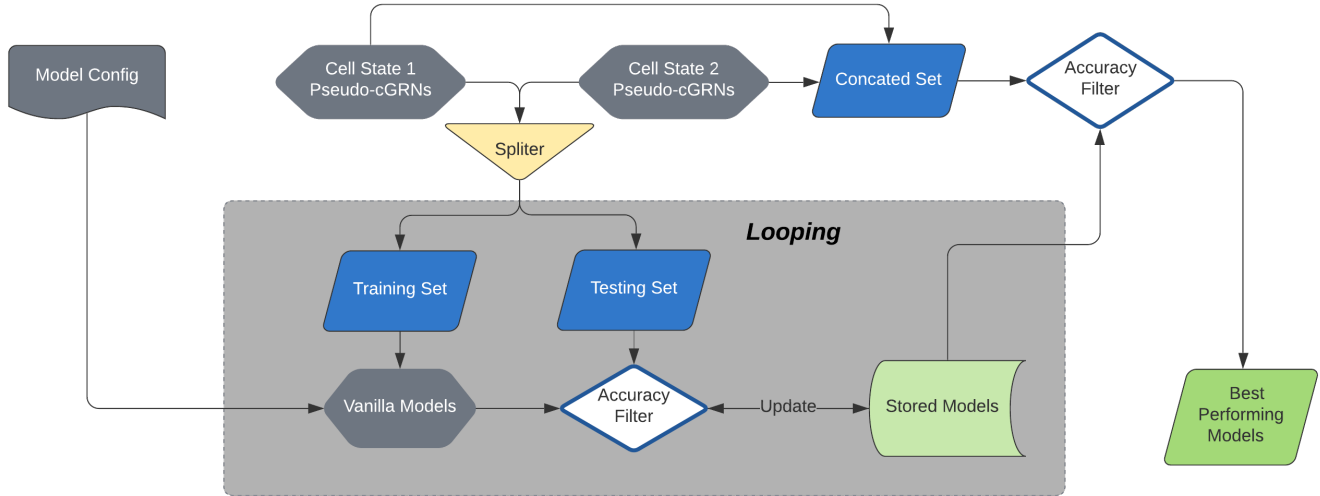 Model Config
Cell State 1
Pseudo-cGRNs
Cell State 2
Pseudo-cGRNs
Concated Set
Accuracy
Filter
Spliter
Looping
Training Set
Testing Set
Vanilla Models
Accuracy
Filter
Update
Stored Models
Best
Performing
Models